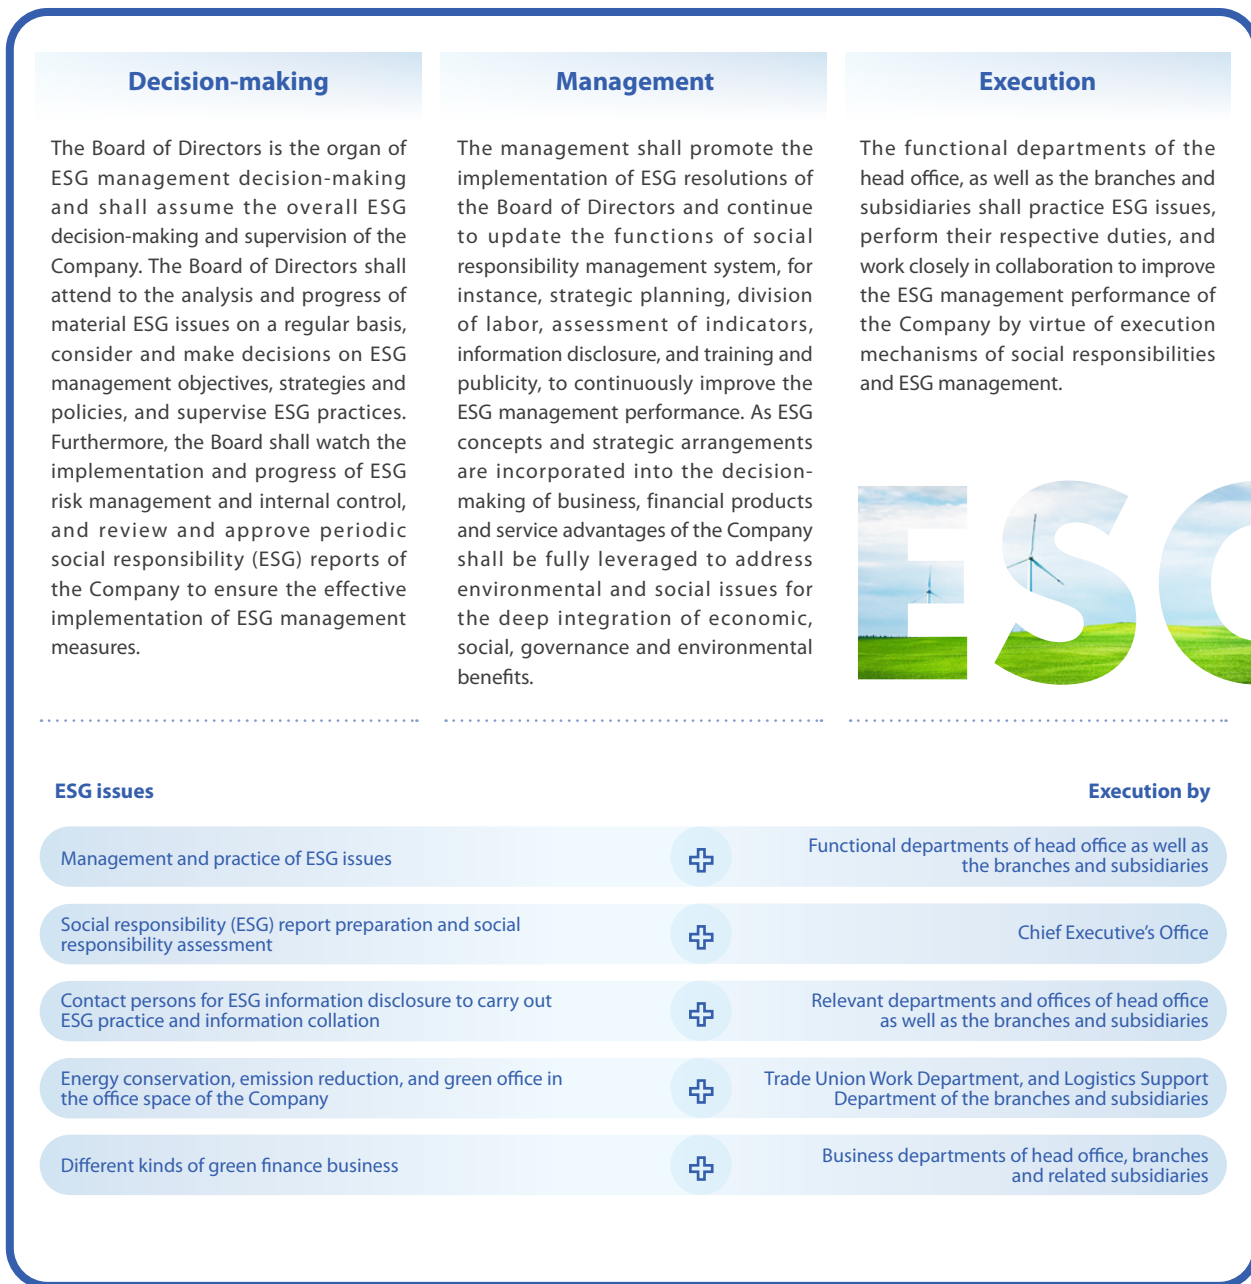 Decision-making
The Board of Directors is the organ of
ESG management decision-making
and shall assume the overall ESG
decision-making and supervision of the
Company. The Board of Directors shall
attend to the analysis and progress of
material ESG issues on a regular basis,
consider and make decisions on ESG
management objectives, strategies and
policies, and supervise ESG practices.
Furthermore, the Board shall watch the
implementation and progress of ESG
risk management and internal control,
and review and approve periodic
social responsibility (ESG) reports of
the Company to ensure the effective
implementation of ESG management
measures.
Management
The management shall promote the
implementation of ESG resolutions of
the Board of Directors and continue
to update the functions of social
responsibility management system, for
instance, strategic planning, division
of labor, assessment of indicators,
information disclosure, and training and
publicity, to continuously improve the
ESG management performance. As ESG
concepts and strategic arrangements
are incorporated into the decision-
making of business, financial products
and service advantages of the Company
shall be fully leveraged to address
environmental and social issues for
the deep integration of economic,
social, governance and environmental
benefits.
Execution
The functional departments of the
head office, as well as the branches and
subsidiaries shall practice ESG issues,
perform their respective duties, and
work closely in collaboration to improve
the ESG management performance of
the Company by virtue of execution
mechanisms of social responsibilities
and ESG management.
ES
ESG issues
Execution by
Management and practice of ESG issues
Functional departments of head office as well as
the branches and subsidiaries
Social responsibility (ESG) report preparation and social
responsibility assessment
Chief Executive’s Office
Contact persons for ESG information disclosure to carry out
ESG practice and information collation
Relevant departments and offices of head office
as well as the branches and subsidiaries
Energy conservation, emission reduction, and green office in
the office space of the Company
Trade Union Work Department, and Logistics Support
Department of the branches and subsidiaries
Different kinds of green finance business
Business departments of head office, branches
and related subsidiaries